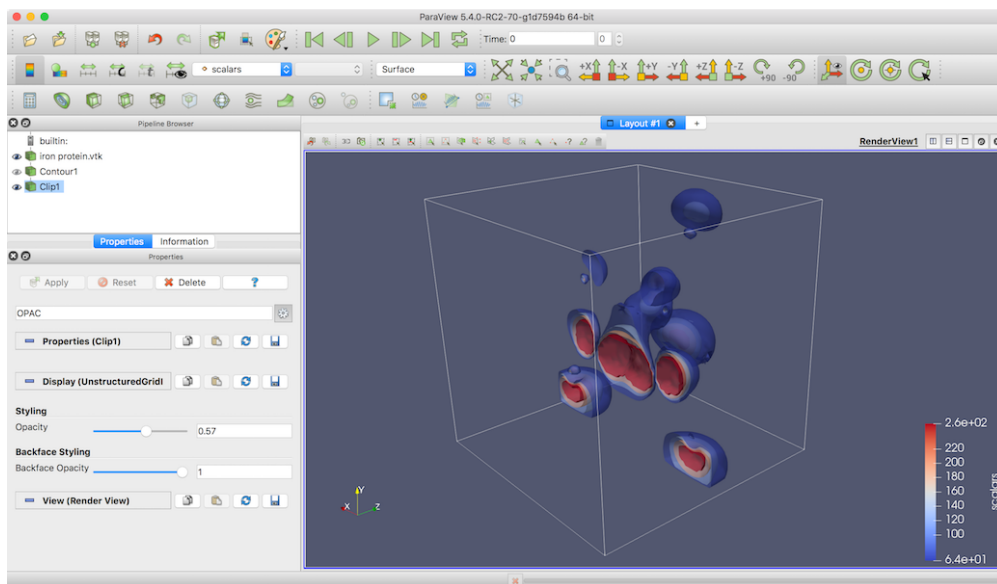 ParaView 5.4.0-RC2-70-g1d7594b 64-bit
Time: 0 0
scalars Surface +X -X +Y -Y +Z -Z +90 -90
Pipeline Browser
Layout #1 +
builtin:
3D RenderView1
iron protein.vtk
Contour1
Clip1
Properties Information
Properties
Apply Reset Delete ?
OPAC
Properties (Clip1)
Display (UnstructuredGridI
Styling
Opacity 0.57
Backface Styling
Backface Opacity 1
View (Render View)
Y
X Z
2.6e+02
220
200
180
160
140
120
100
6.4e+01
scalars